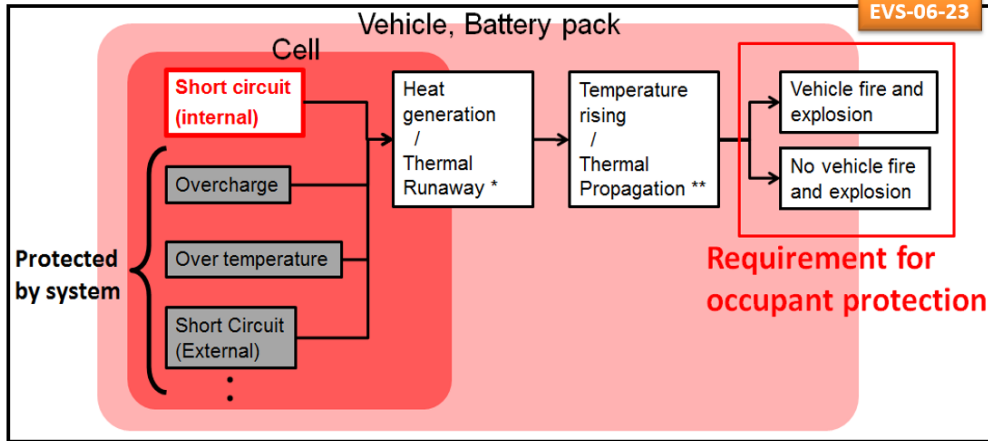 EVS-06-23
Vehicle, Battery pack
Cell
Short circuit
(internal)
Overcharge
Over temperature
Short Circuit
(External)
Protected
by system
Heat
generation
/
Thermal
Runaway *
Temperature
rising
/
Thermal
Propagation **
Vehicle fire and
explosion
No vehicle fire
and explosion
Requirement for
occupant protection